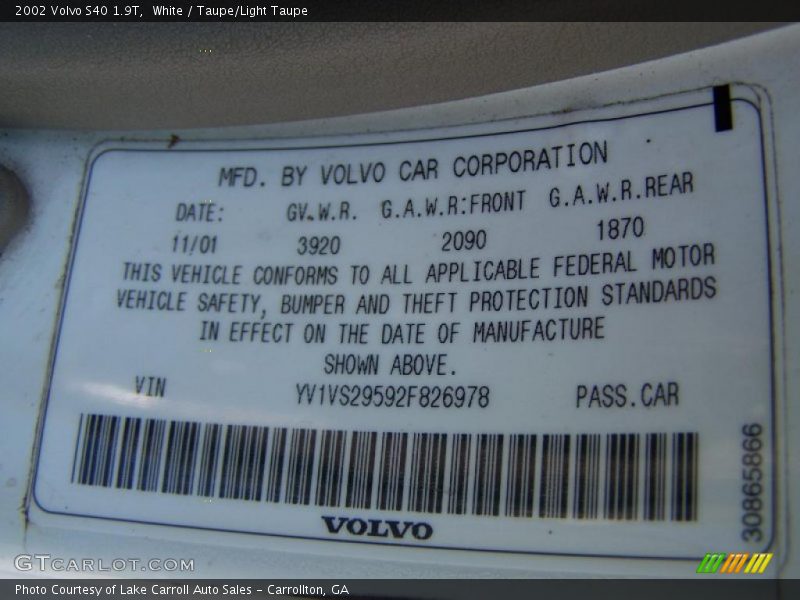 2002 Volvo S40 1.9T,  White / Taupe/Light Taupe
MFD. BY VOLVO CAR CORPORATION
DATE: GV.W.R. G.A.W.R:FRONT G.A.W.R.REAR
11/01 3920 2090 1870
THIS VEHICLE CONFORMS TO ALL APPLICABLE FEDERAL MOTOR
VEHICLE SAFETY, BUMPER AND THEFT PROTECTION STANDARDS
IN EFFECT ON THE DATE OF MANUFACTURE
SHOWN ABOVE.
VIN YV1VS29592F826978 PASS.CAR
30865866
VOLVO
GTCARLOT.COM
Photo Courtesy of Lake Carroll Auto Sales - Carrollton, GA